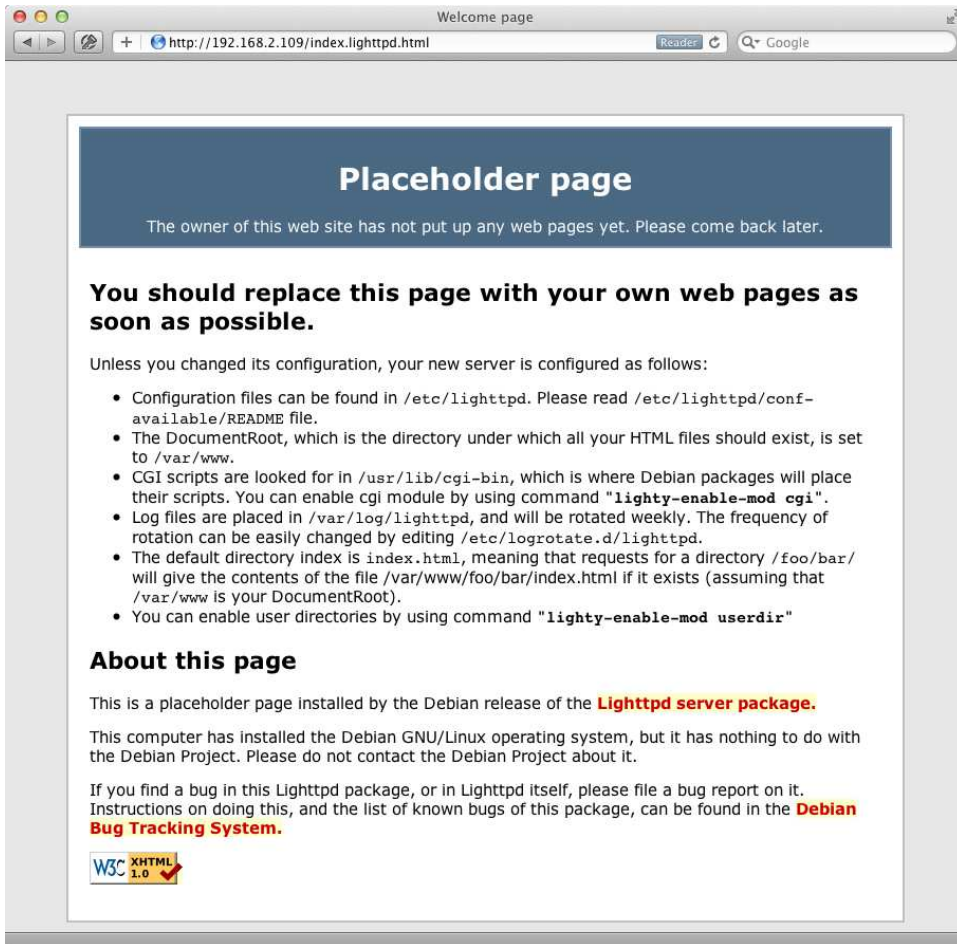 Welcome page
http://192.168.2.109/index.lighttpd.html
Reader
Google
Placeholder page
The owner of this web site has not put up any web pages yet. Please come back later.
You should replace this page with your own web pages as
soon as possible.
Unless you changed its configuration, your new server is configured as follows:
• Configuration files can be found in /etc/lighttpd. Please read /etc/lighttpd/conf-
available/README file.
• The DocumentRoot, which is the directory under which all your HTML files should exist, is set
to /var/www.
• CGI scripts are looked for in /usr/lib/cgi-bin, which is where Debian packages will place
their scripts. You can enable cgi module by using command "lighty-enable-mod cgi".
• Log files are placed in /var/log/lighttpd, and will be rotated weekly. The frequency of
rotation can be easily changed by editing /etc/logrotate.d/lighttpd.
• The default directory index is index.html, meaning that requests for a directory /foo/bar/
will give the contents of the file /var/www/foo/bar/index.html if it exists (assuming that
/var/www is your DocumentRoot).
• You can enable user directories by using command "lighty-enable-mod userdir"
About this page
This is a placeholder page installed by the Debian release of the Lighttpd server package.
This computer has installed the Debian GNU/Linux operating system, but it has nothing to do with
the Debian Project. Please do not contact the Debian Project about it.
If you find a bug in this Lighttpd package, or in Lighttpd itself, please file a bug report on it.
Instructions on doing this, and the list of known bugs of this package, can be found in the Debian
Bug Tracking System.
W3C XHTML
1.0